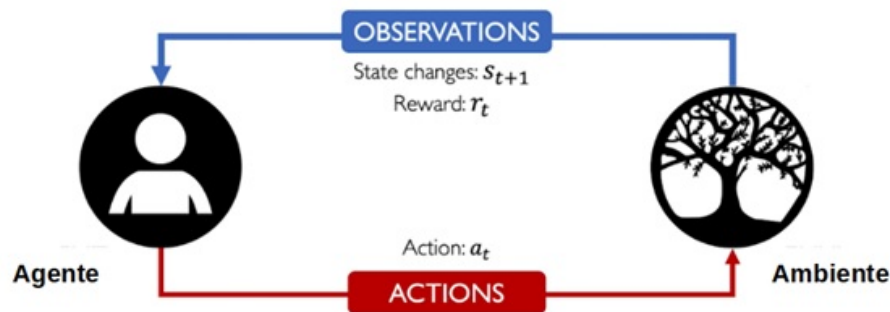 OBSERVATIONS
State changes: s_{t+1}
Reward: r_t
Action: a_t
Agente
Ambiente
ACTIONS